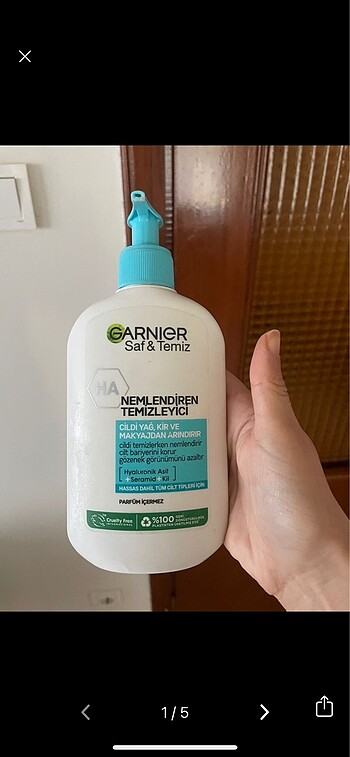 GARNIER
Saf & Temiz
HA
NEMLENDİREN
TEMİZLEYİCİ
CİLDİ YAĞ, KİR VE
MAKYAJDAN ARINDIRIR
cildi temizlerken nemlendirir
cilt bariyerini korur
gözenek görünümünü azaltır
Hyaluronik Asit
+Seramid+Kil
HASSAS DAHİL TÜM CİLT TİPLERİ İÇİN
PARFÜM İÇERMEZ
Cruelty Free
INTERNATIONAL
%100
1/5